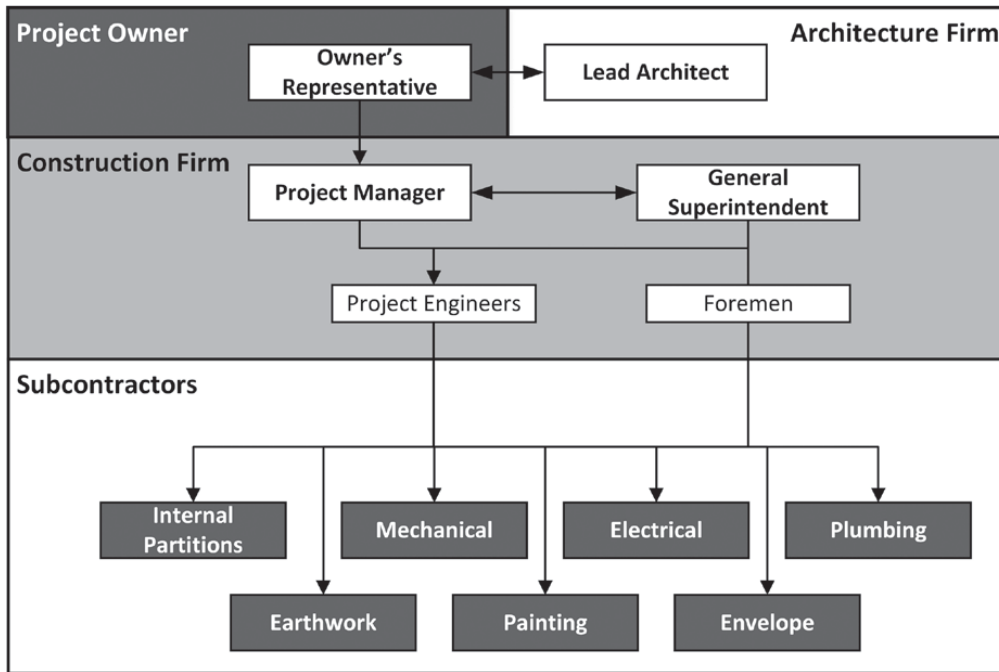 Project Owner
Architecture Firm
Owner’s
Representative
Lead Architect
Construction Firm
Project Manager
General
Superintendent
Project Engineers
Foremen
Subcontractors
Internal
Partitions
Mechanical
Electrical
Plumbing
Earthwork
Painting
Envelope